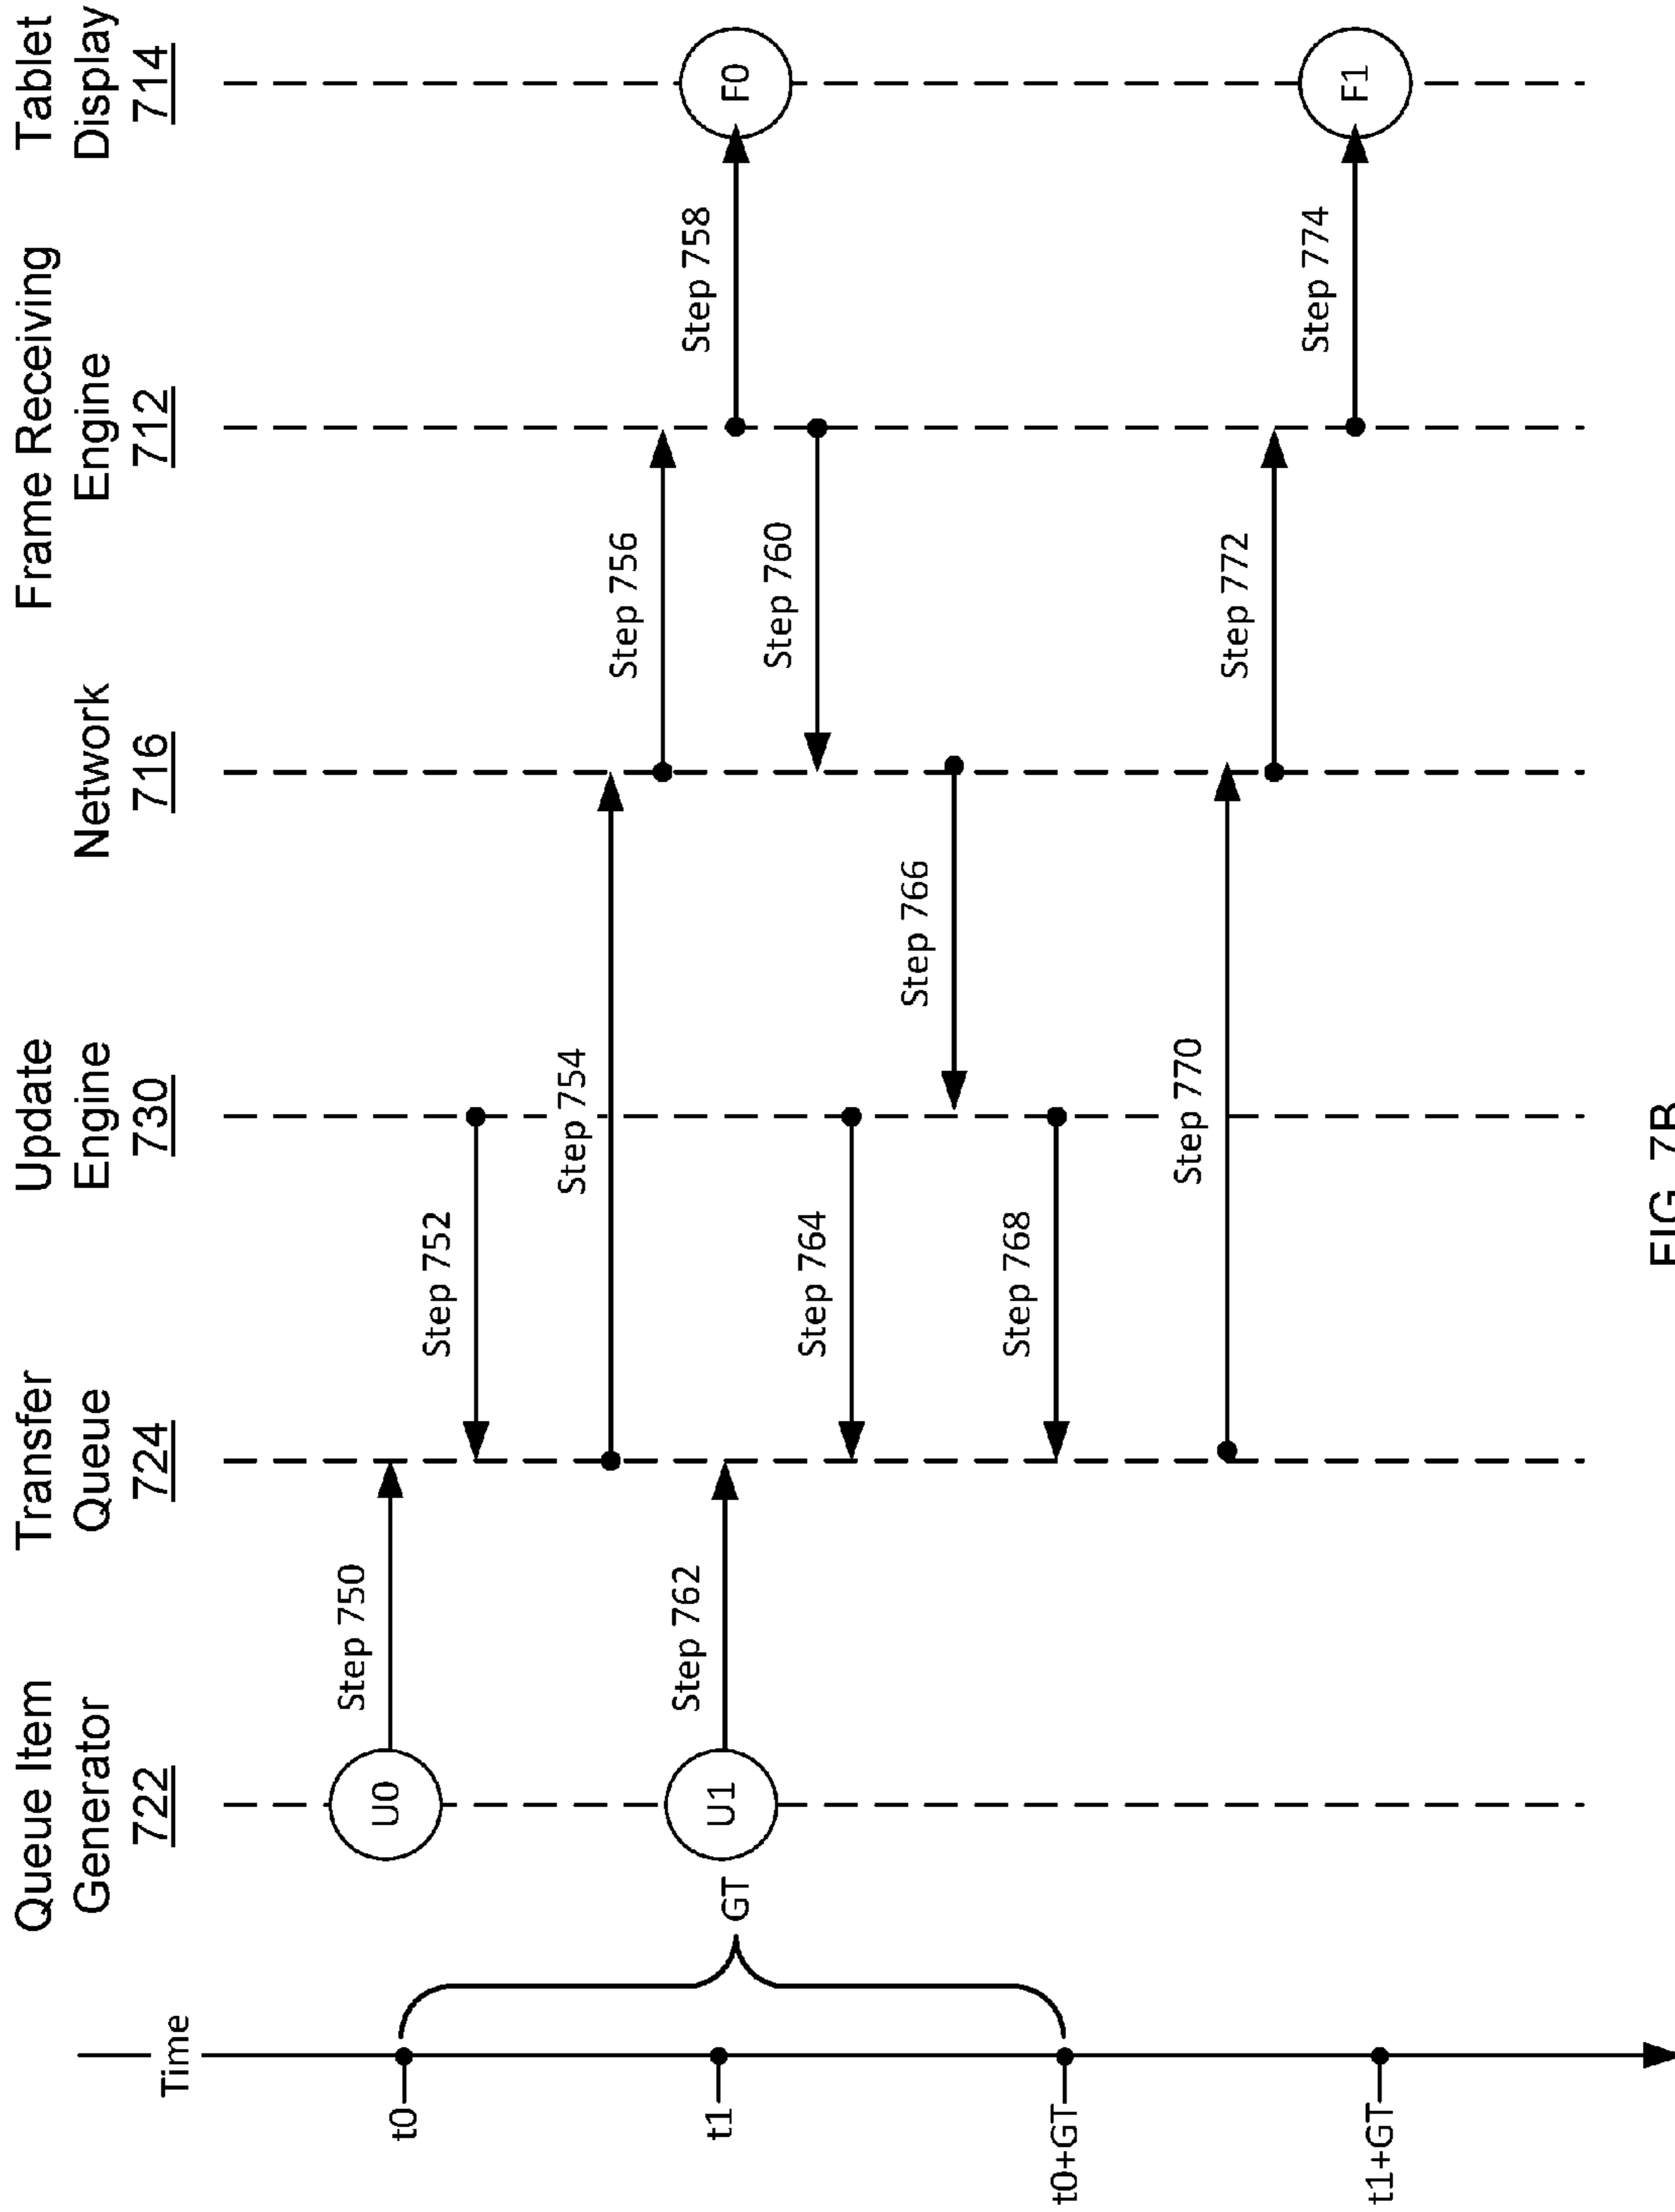 Queue Item
Generator
722
Transfer
Queue
724
Update
Engine
730
Network
716
Frame Receiving
Engine
712
Tablet
Display
714
Time
t0
t1
t0+GT
t1+GT
GT
U0
Step 750
Step 752
Step 754
Step 756
U1
Step 762
Step 758
F0
Step 760
Step 764
Step 766
Step 768
Step 770
Step 772
Step 774
F1
FIG. 7B